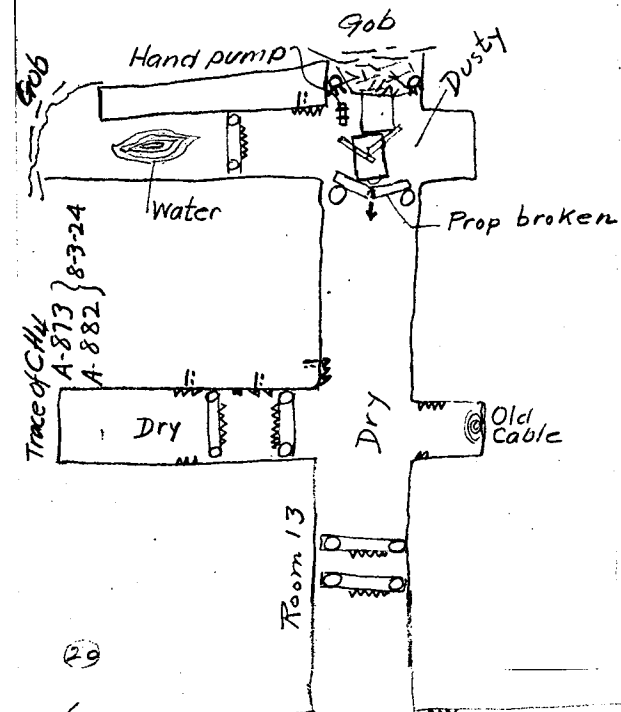 Gob
Hand pump
Dusty
Gob
Water
Prop broken
Trace of CH4
A-873 } 8-3-24
A-882
Dry
Dry
Old
Cable
Room 13
20